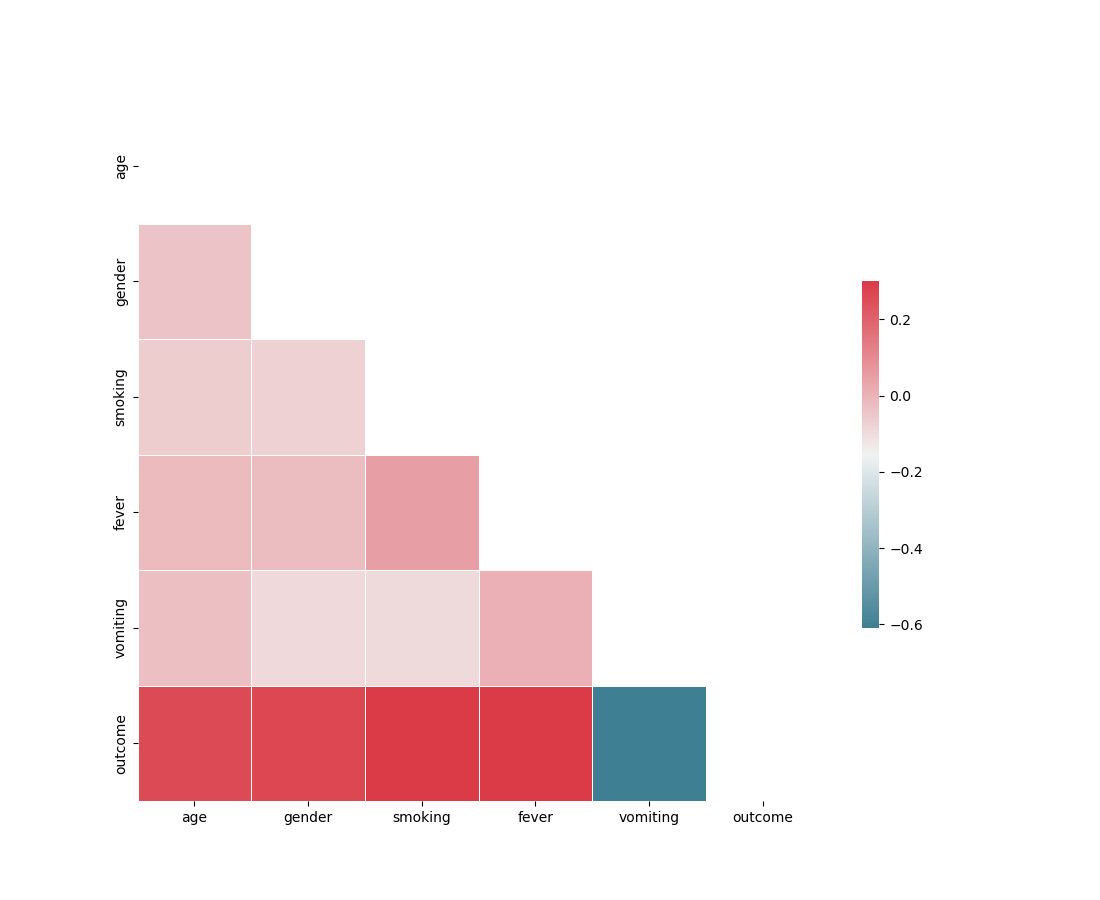 age
gender
smoking
fever
vomiting
outcome
age gender smoking fever vomiting outcome
0.2
0.0
−0.2
−0.4
−0.6